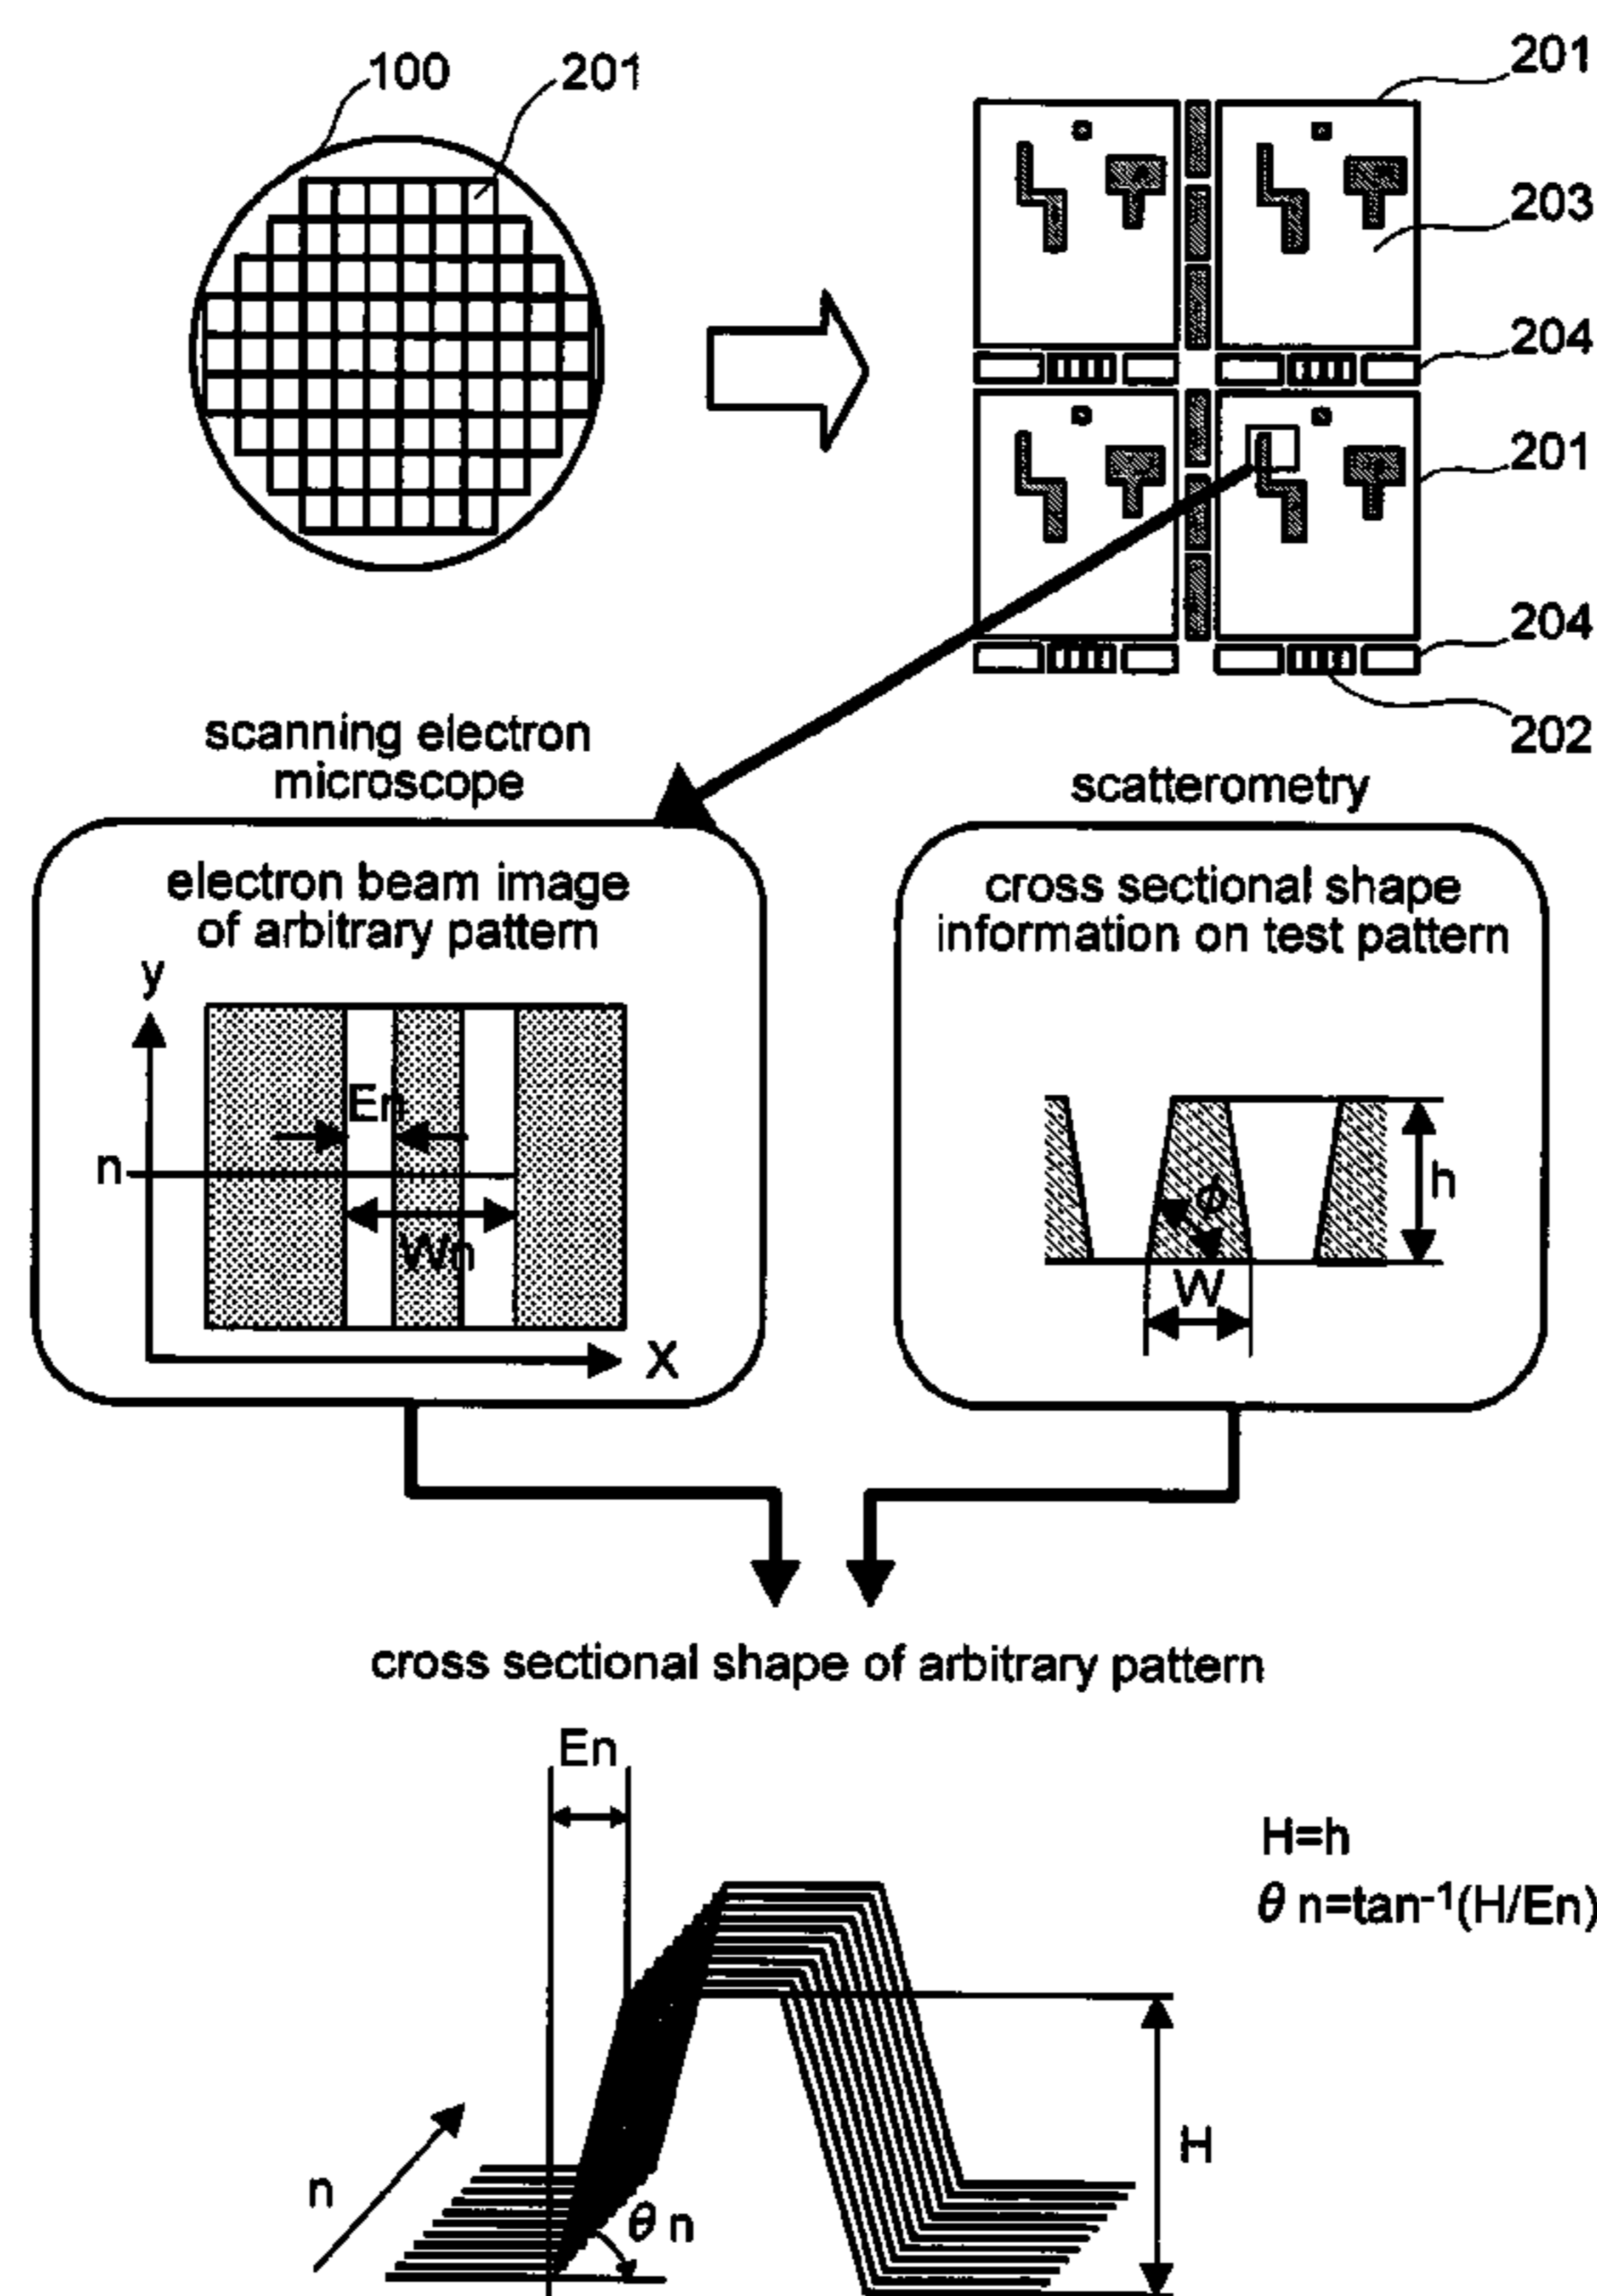 100
201
201
203
204
201
204
202
scanning electron
microscope
scatterometry
electron beam image
of arbitrary pattern
cross sectional shape
information on test pattern
y
En
n
Wn
X
ϕ
h
W
cross sectional shape of arbitrary pattern
En
H=h
θ n=tan⁻¹(H/En)
H
n
θ n